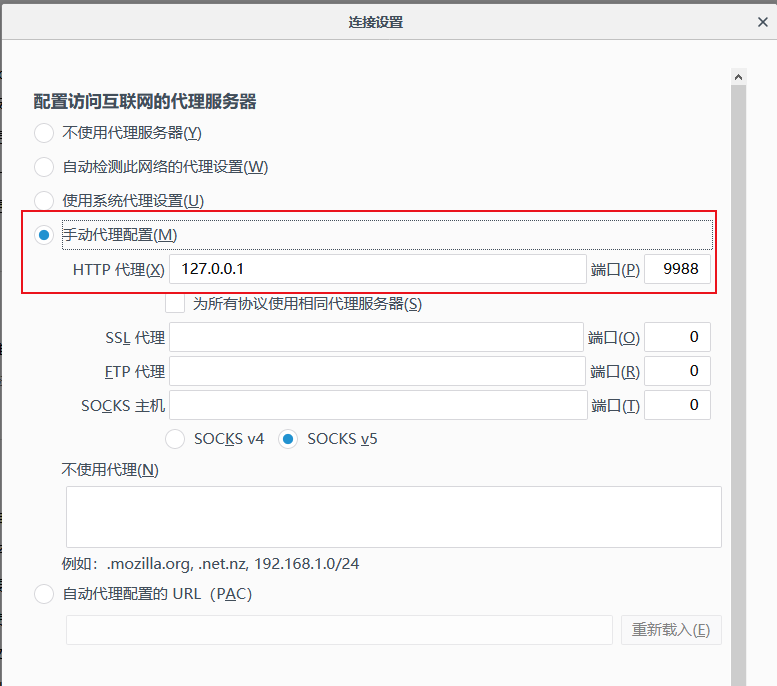 连接设置
配置访问互联网的代理服务器
不使用代理服务器(Y)
自动检测此网络的代理设置(W)
使用系统代理设置(U)
手动代理配置(M)
HTTP 代理(X) 127.0.0.1 端口(P) 9988
为所有协议使用相同代理服务器(S)
SSL 代理 端口(O) 0
FTP 代理 端口(R) 0
SOCKS 主机 端口(T) 0
SOCKS v4 SOCKS v5
不使用代理(N)
例如：.mozilla.org, .net.nz, 192.168.1.0/24
自动代理配置的 URL（PAC）
重新载入(E)